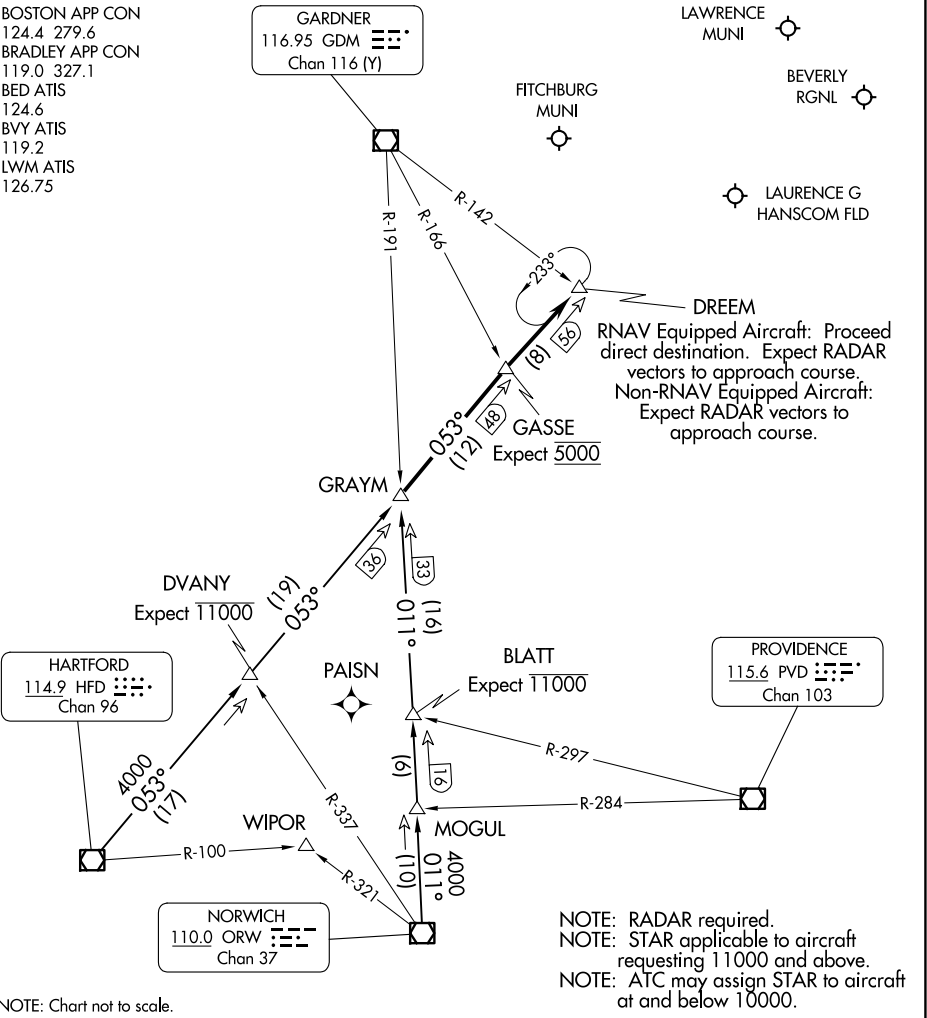 BOSTON APP CON
124.4 279.6
BRADLEY APP CON
119.0 327.1
BED ATIS
124.6
BVY ATIS
119.2
LWM ATIS
126.75
GARDNER
116.95 GDM
Chan 116 (Y)
LAWRENCE
MUNI
BEVERLY
RGNL
FITCHBURG
MUNI
LAURENCE G
HANSCOM FLD
R-191
R-166
R-142
233°
DREEM
RNAV Equipped Aircraft: Proceed
direct destination. Expect RADAR
vectors to approach course.
Non-RNAV Equipped Aircraft:
Expect RADAR vectors to
approach course.
56
(8)
48
GASSE
Expect 5000
053°
(12)
GRAYM
36
33
(19)
053°
(16)
011°
DVANY
Expect 11000
HARTFORD
114.9 HFD
Chan 96
PAISN
BLATT
Expect 11000
PROVIDENCE
115.6 PVD
Chan 103
4000
053°
(17)
(6)
16
R-297
R-284
R-337
WIPOR
R-100
R-321
MOGUL
(10)
4000
011°
NORWICH
110.0 ORW
Chan 37
NOTE: RADAR required.
NOTE: STAR applicable to aircraft
requesting 11000 and above.
NOTE: ATC may assign STAR to aircraft
at and below 10000.
NOTE: Chart not to scale.